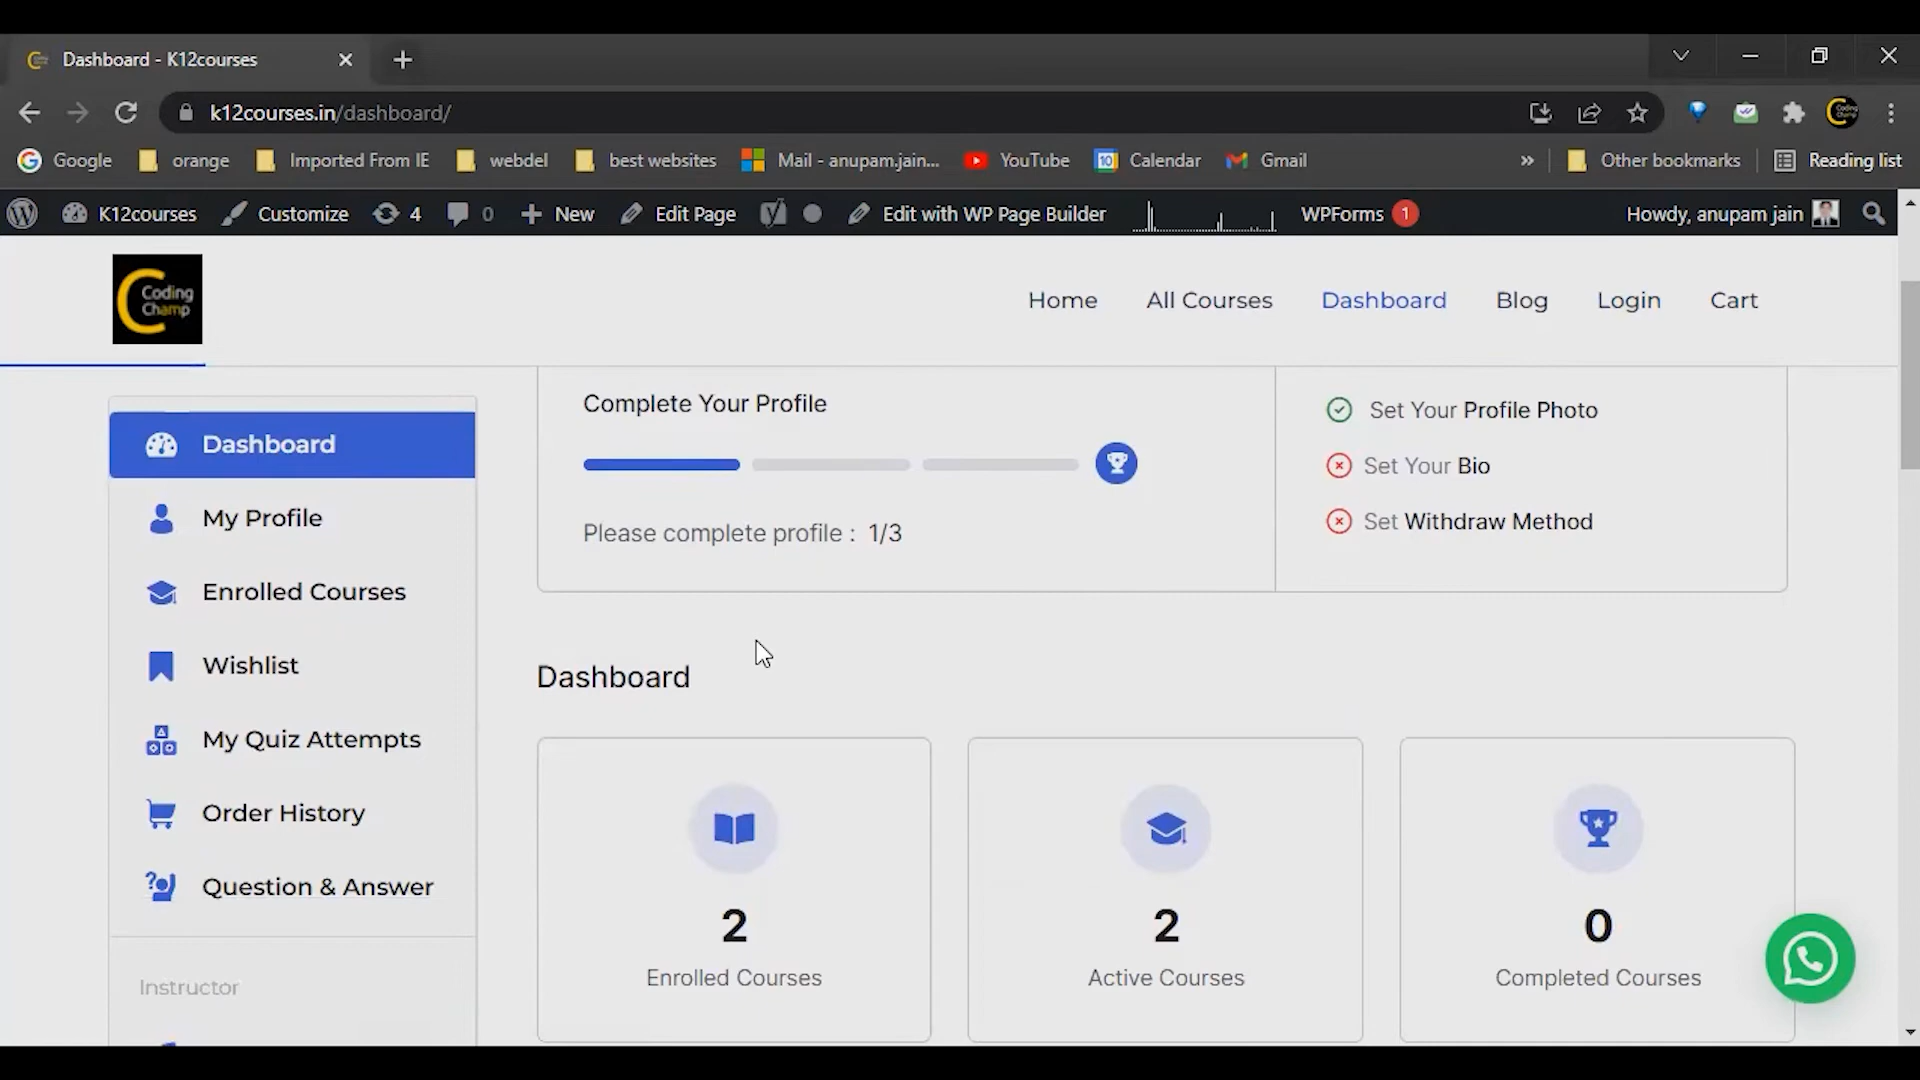 Dashboard - K12courses
k12courses.in/dashboard/
Google orange Imported From IE webdel best websites Mail - anupam.jain... YouTube 10 Calendar Gmail » Other bookmarks Reading list
K12courses Customize 4 0 New Edit Page Edit with WP Page Builder WPForms 1 Howdy, anupam jain
Coding
Champ
Home All Courses Dashboard Blog Login Cart
Dashboard
My Profile
Enrolled Courses
Wishlist
My Quiz Attempts
Order History
Question & Answer
Instructor
Complete Your Profile
Please complete profile : 1/3
Set Your Profile Photo
Set Your Bio
Set Withdraw Method
Dashboard
2
Enrolled Courses
2
Active Courses
0
Completed Courses